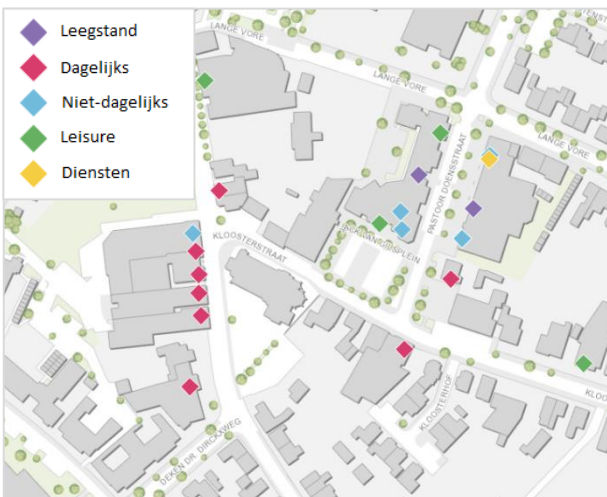 Leegstand
Dagelijks
Niet-dagelijks
Leisure
Diensten
LANGE VORE
LANGE VORE
LANGE VORE
PASTOOR DOENSSTRAAT
KLOOSTERSTRAAT
KLOOSTERHOF
DEKEN DR. DIRCKXWEG
KLOO